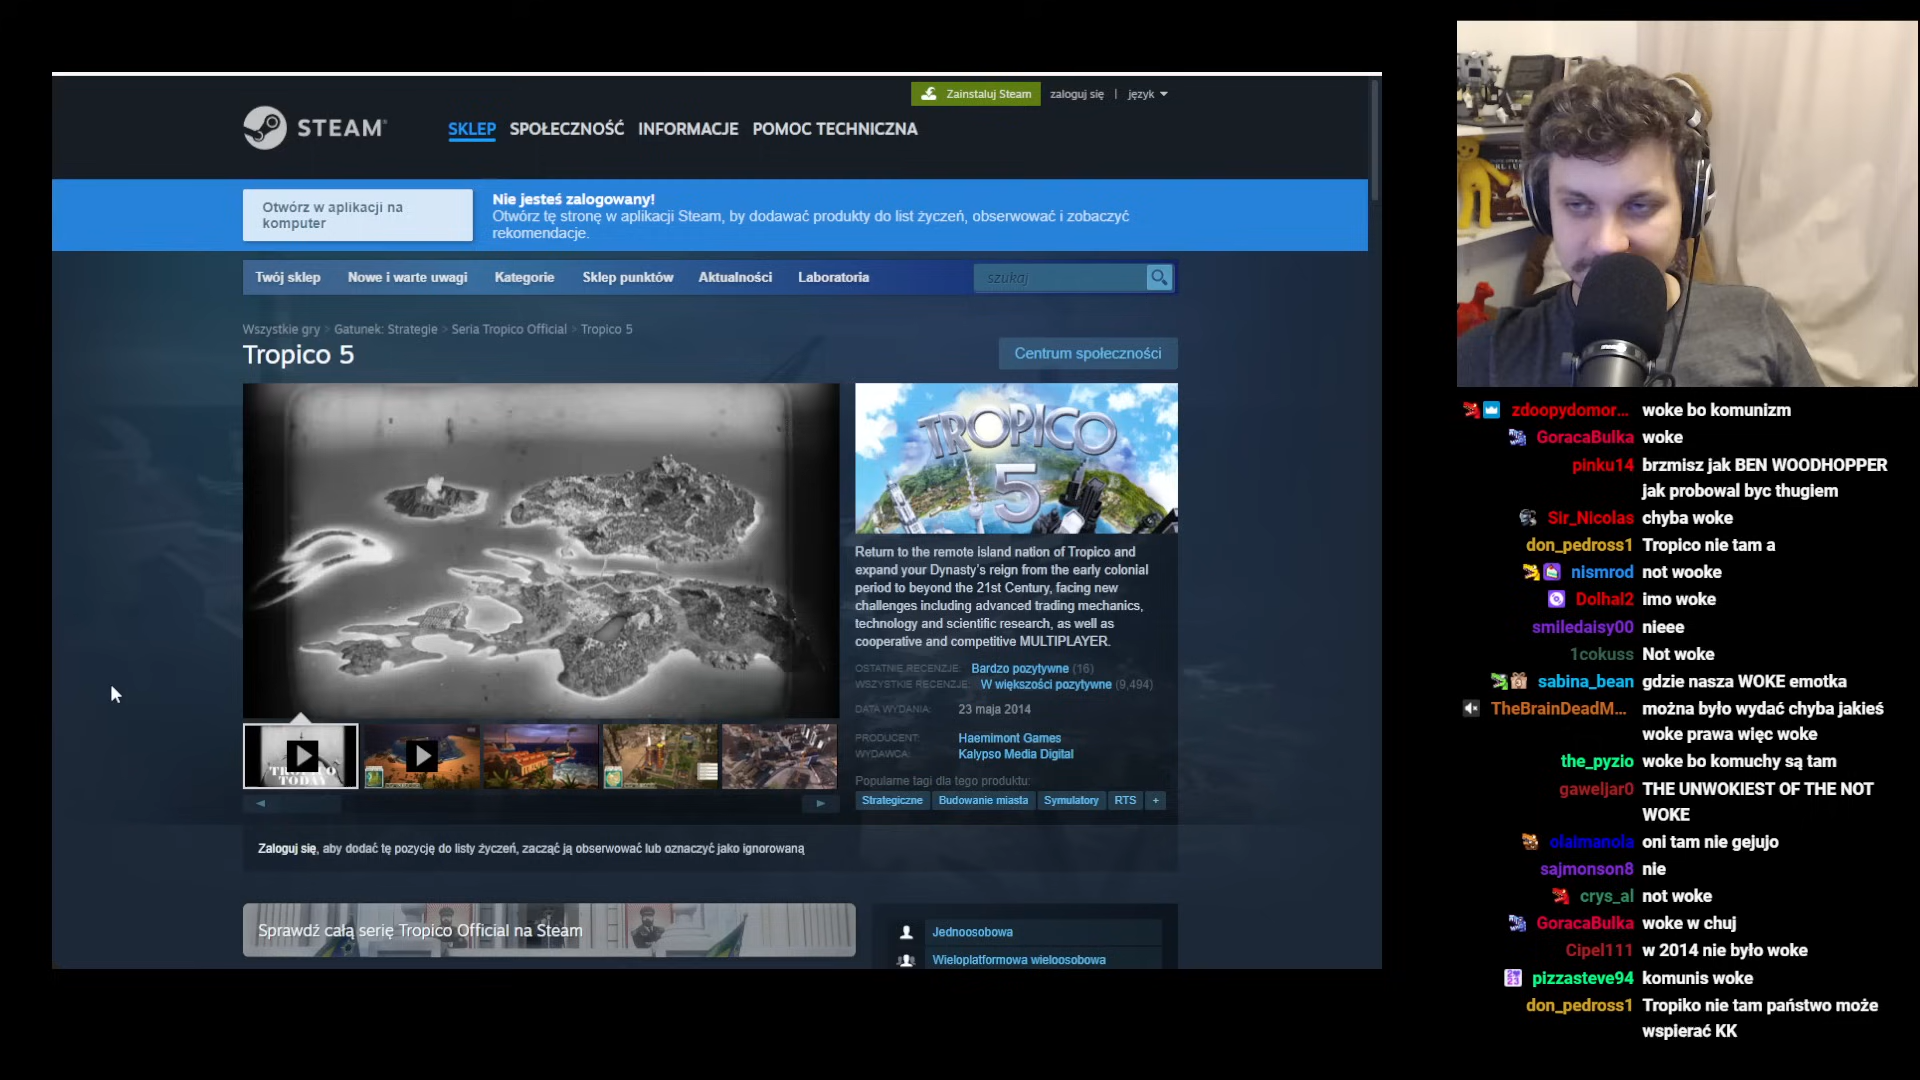 Zainstaluj Steam
zaloguj się | język
STEAM
SKLEP SPOŁECZNOŚĆ INFORMACJE POMOC TECHNICZNA
Otwórz w aplikacji na
komputer
Nie jesteś zalogowany!
Otwórz tę stronę w aplikacji Steam, by dodawać produkty do list życzeń, obserwować i zobaczyć
rekomendacje.
Twój sklep Nowe i warte uwagi Kategorie Sklep punktów Aktualności Laboratoria
szukaj
Wszystkie gry > Gatunek: Strategie > Seria Tropico Official > Tropico 5
Tropico 5
Centrum społeczności
TROPICO
5
Return to the remote island nation of Tropico and
expand your Dynasty's reign from the early colonial
period to beyond the 21st Century, facing new
challenges including advanced trading mechanics,
technology and scientific research, as well as
cooperative and competitive MULTIPLAYER.
OSTATNIE RECENZJE: Bardzo pozytywne (16)
WSZYSTKIE RECENZJE: W większości pozytywne (9,494)
DATA WYDANIA: 23 maja 2014
PRODUCENT: Haemimont Games
WYDAWCA: Kalypso Media Digital
Popularne tagi dla tego produktu:
Strategiczne Budowanie miasta Symulatory RTS +
TROPICO
TODAY
Zaloguj się, aby dodać tę pozycję do listy życzeń, zacząć ją obserwować lub oznaczyć jako ignorowaną
Sprawdź całą serię Tropico Official na Steam
Jednoosobowa
Wieloplatformowa wieloosobowa
zdoopydomor... woke bo komunizm
GoracaBulka woke
pinku14 brzmisz jak BEN WOODHOPPER
jak probowal byc thugiem
Sir_Nicolas chyba woke
don_pedross1 Tropico nie tam a
nismrod not wooke
Dolhal2 imo woke
smiledaisy00 nieee
1cokuss Not woke
sabina_bean gdzie nasza WOKE emotka
TheBrainDeadM... można było wydać chyba jakieś
woke prawa więc woke
the_pyzio woke bo komuchy są tam
gaweljar0 THE UNWOKIEST OF THE NOT
WOKE
olaimanola oni tam nie gejujo
sajmonson8 nie
crys_al not woke
GoracaBulka woke w chuj
Cipel111 w 2014 nie było woke
pizzasteve94 komunis woke
don_pedross1 Tropiko nie tam państwo może
wspierać KK